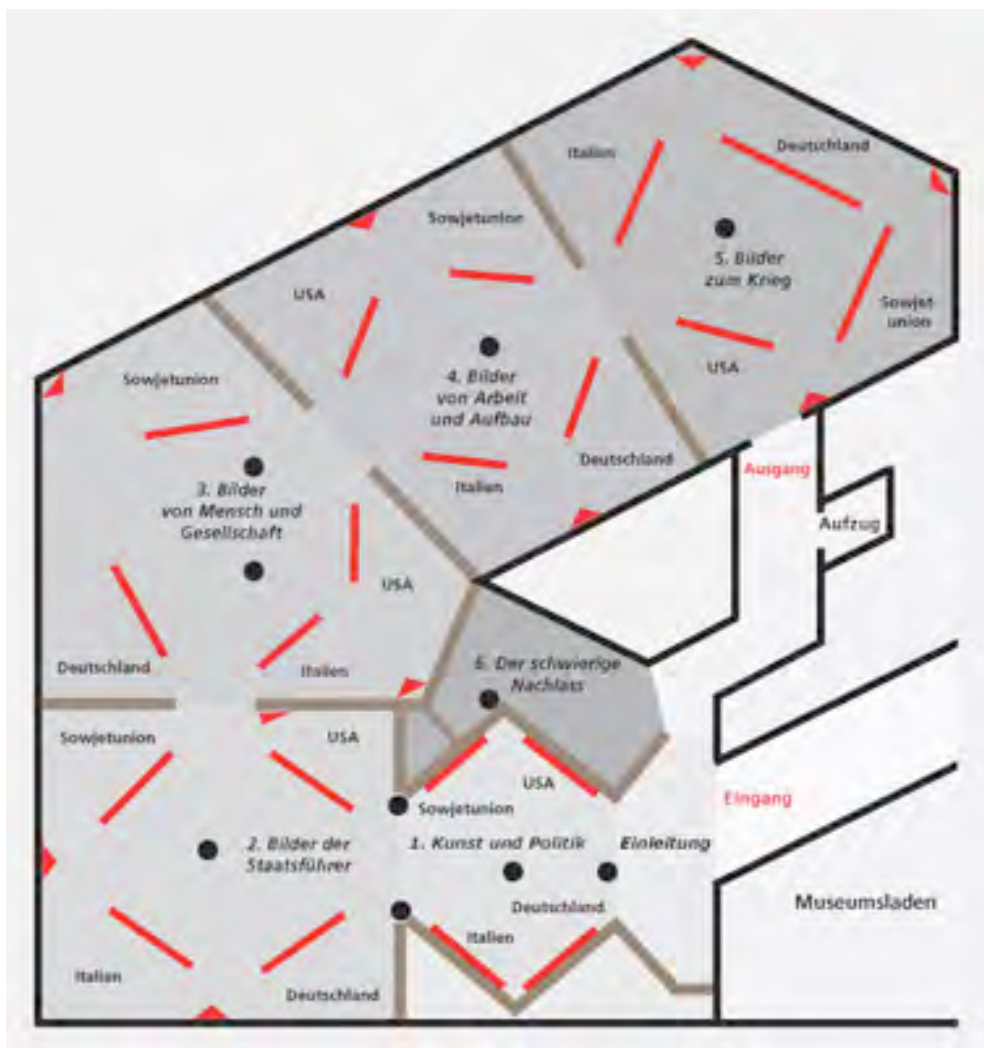 Italien
Deutschland
Sowjetunion
5. Bilder
zum Krieg
USA
Sowjet-
union
USA
Sowjetunion
4. Bilder
von Arbeit
und Aufbau
Italien
Deutschland
Ausgang
Aufzug
3. Bilder
von Mensch und
Gesellschaft
USA
Deutschland
Italien
6. Der schwierige
Nachlass
Sowjetunion
USA
USA
Sowjetunion
Eingang
2. Bilder der
Staatsführer
1. Kunst und Politik
Einleitung
Deutschland
Italien
Museumsladen
Italien
Deutschland